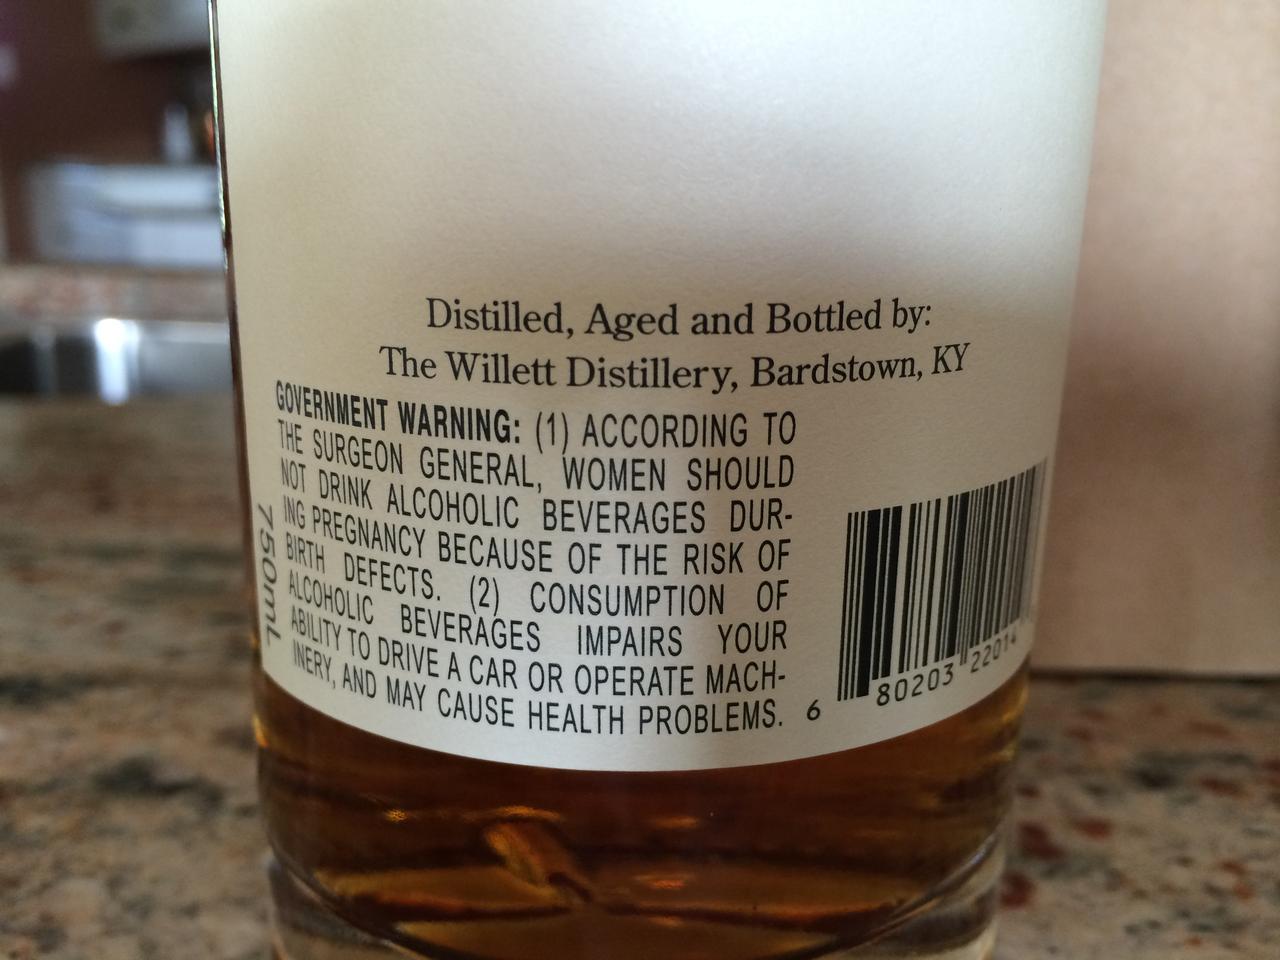 Distilled, Aged and Bottled by:
The Willett Distillery, Bardstown, KY
GOVERNMENT WARNING: (1) ACCORDING TO
THE SURGEON GENERAL, WOMEN SHOULD
NOT DRINK ALCOHOLIC BEVERAGES DUR-
ING PREGNANCY BECAUSE OF THE RISK OF
BIRTH DEFECTS. (2) CONSUMPTION OF
ALCOHOLIC BEVERAGES IMPAIRS YOUR
ABILITY TO DRIVE A CAR OR OPERATE MACH-
INERY, AND MAY CAUSE HEALTH PROBLEMS.
750mL
6 80203 22014